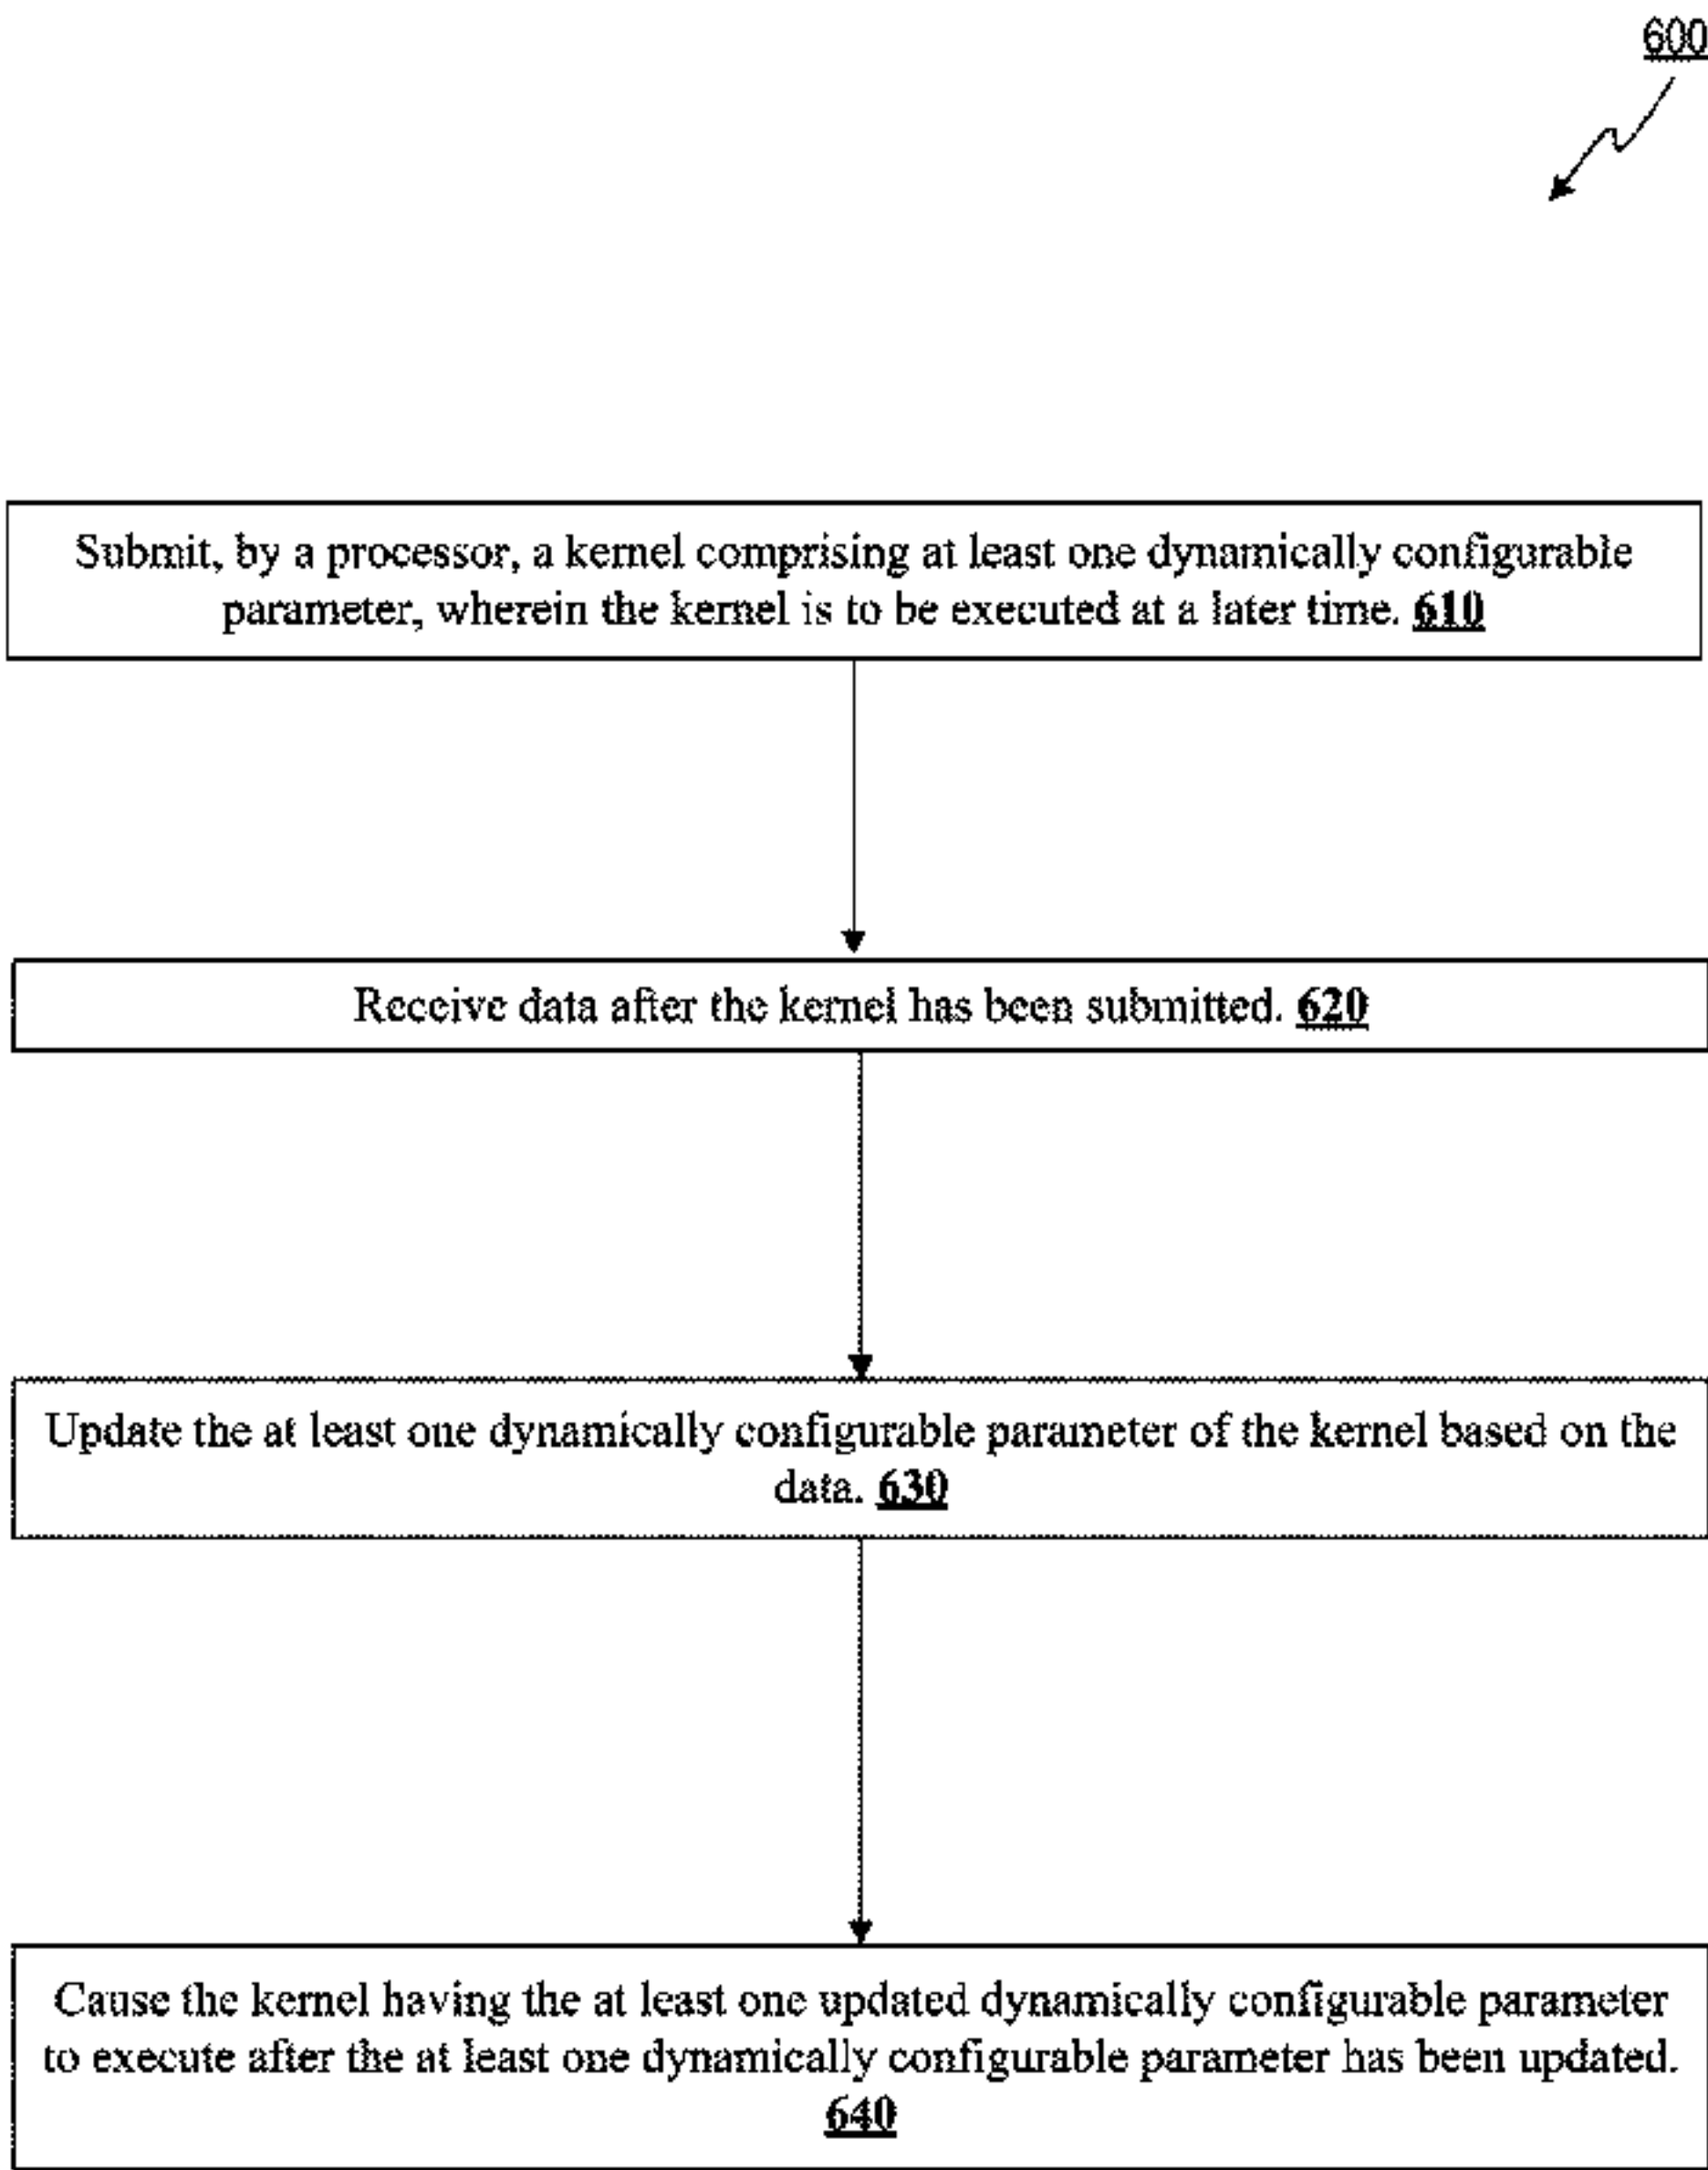 600
Submit, by a processor, a kernel comprising at least one dynamically configurable
parameter, wherein the kernel is to be executed at a later time. 610
Receive data after the kernel has been submitted. 620
Update the at least one dynamically configurable parameter of the kernel based on the
data. 630
Cause the kernel having the at least one updated dynamically configurable parameter
to execute after the at least one dynamically configurable parameter has been updated.
640